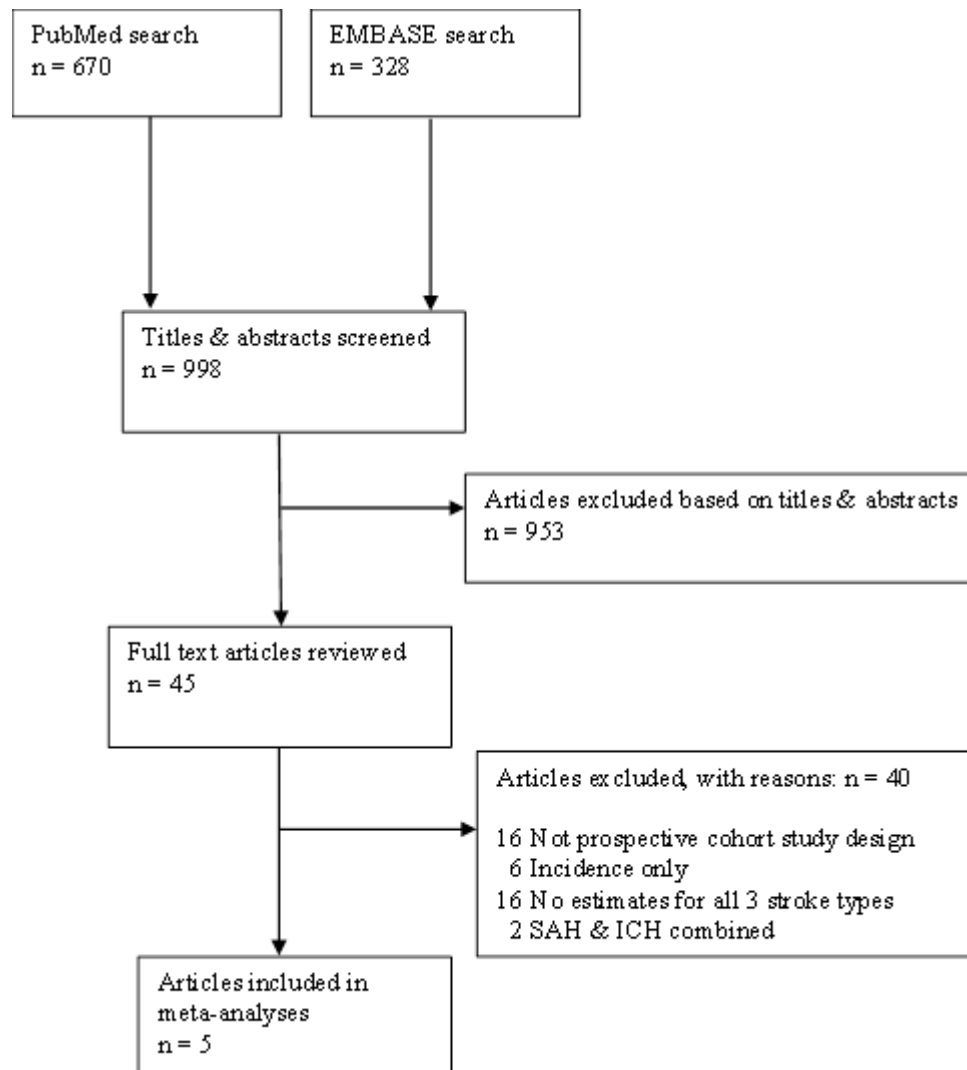 PubMed search
n = 670
EMBASE search
n = 328
Titles & abstracts screened
n = 998
Articles excluded based on titles & abstracts
n = 953
Full text articles reviewed
n = 45
Articles excluded, with reasons: n = 40
16 Not prospective cohort study design
6 Incidence only
16 No estimates for all 3 stroke types
2 SAH & ICH combined
Articles included in
meta-analyses
n = 5